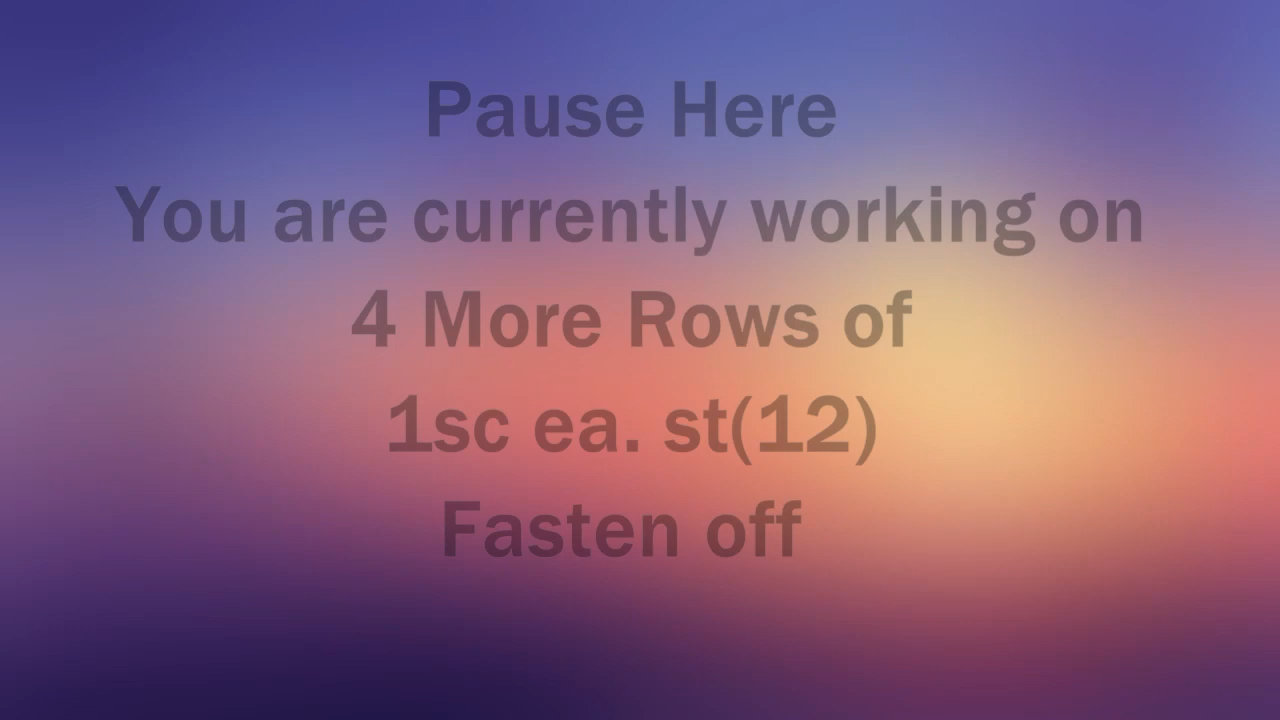 Pause Here
You are currently working on
4 More Rows of
1sc ea. st(12)
Fasten off